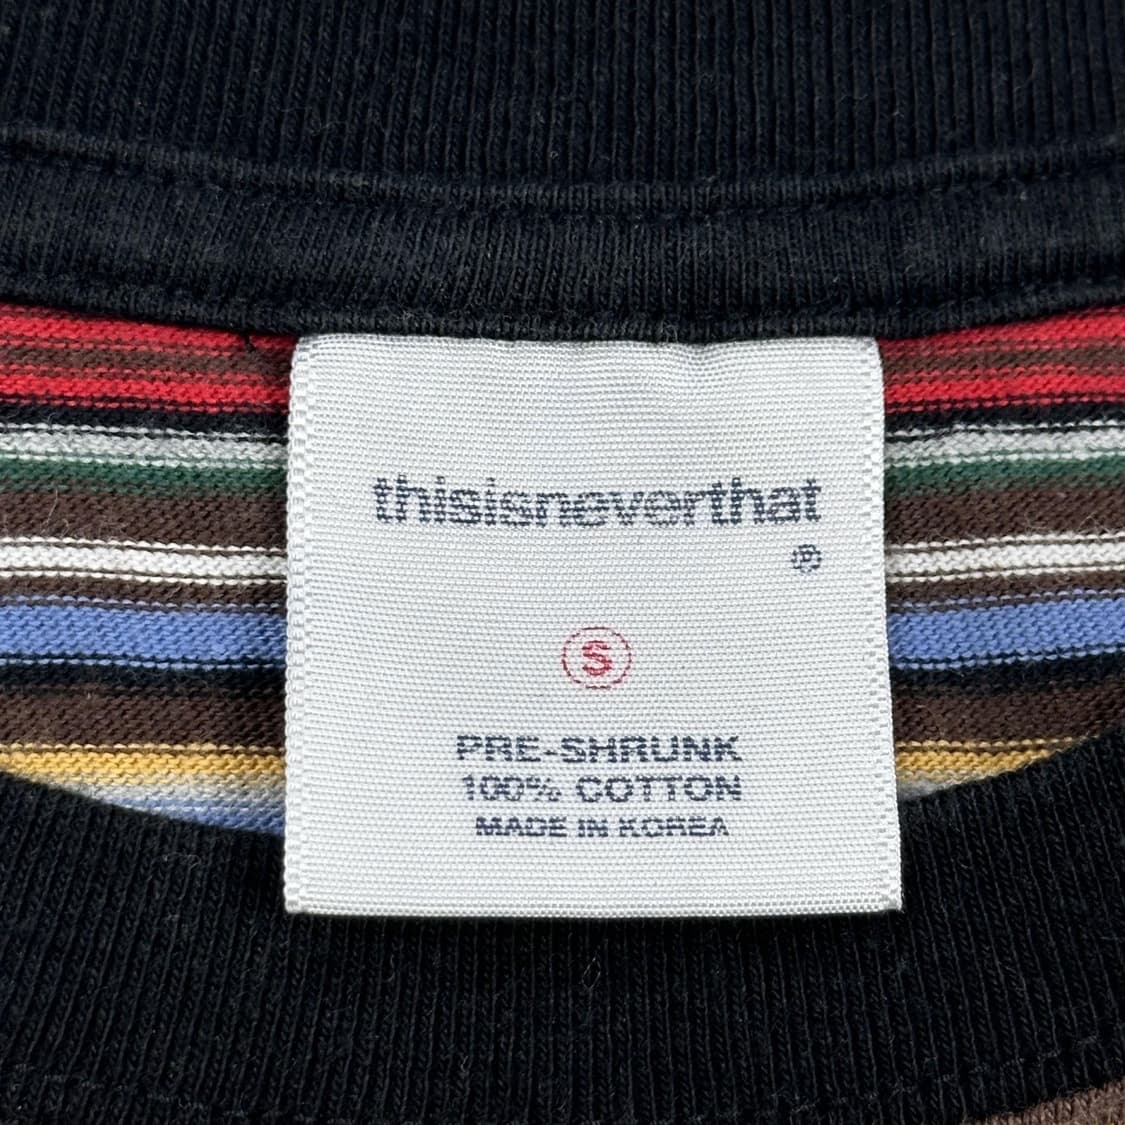 thisisneverthat
®
S
PRE-SHRUNK
100% COTTON
MADE IN KOREA